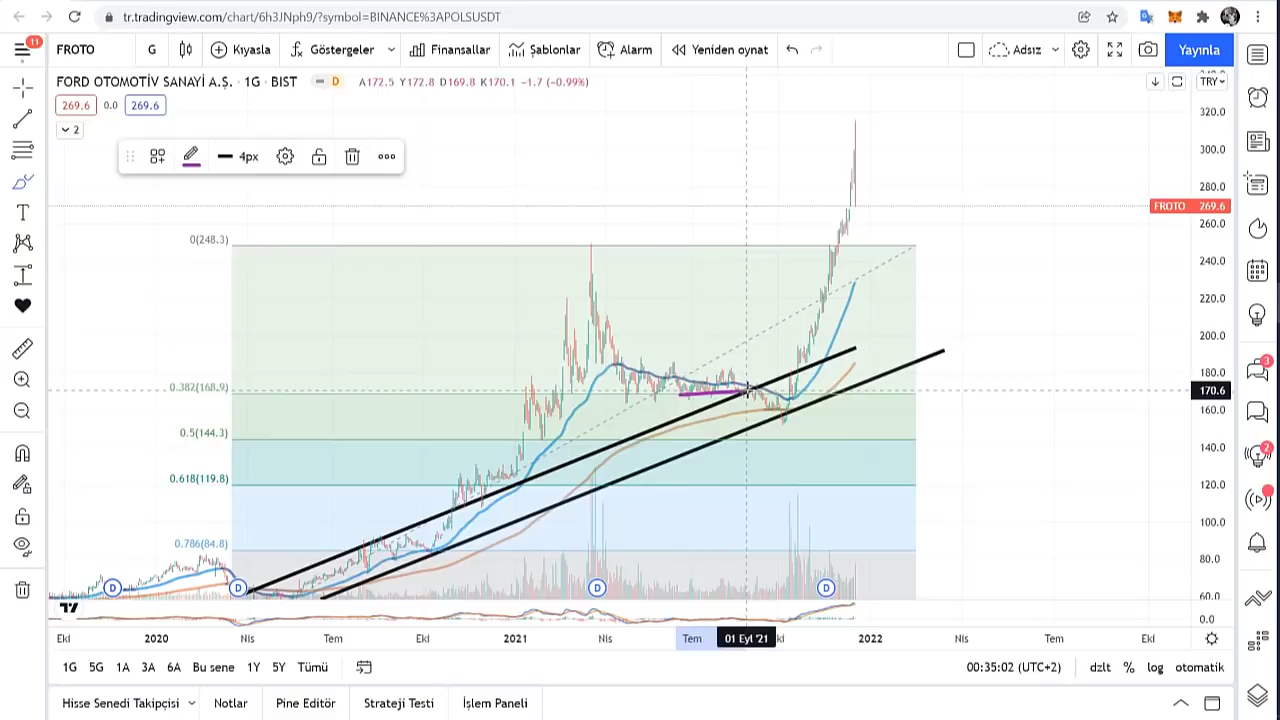 tr.tradingview.com/chart/6h3JNph9/?symbol=BINANCE%3APOLSUSDT
11
FROTO G Kıyasla Göstergeler Finansallar Şablonlar Alarm Yeniden oynat Adsız Yayınla
FORD OTOMOTİV SANAYİ A.Ş. · 1G · BIST D A172.5 Y172.8 D169.8 K170.1 −1.7 (−0.99%) TRY
269.6 0.0 269.6
2
4px
320.0
300.0
280.0
FROTO 269.6
260.0
0(248.3)
240.0
220.0
200.0
180.0
0.382(168.9)
170.6
160.0
0.5(144.3)
140.0
0.618(119.8)
120.0
100.0
0.786(84.8)
80.0
60.0
D D D D
0.0
Eki 2020 Nis Tem Eki 2021 Nis Tem 01 Eyl '21 ki 2022 Nis Tem Eki
1G 5G 1A 3A 6A Bu sene 1Y 5Y Tümü 00:35:02 (UTC+2) dzlt % log otomatik
Hisse Senedi Takipçisi Notlar Pine Editör Strateji Testi İşlem Paneli
3
2